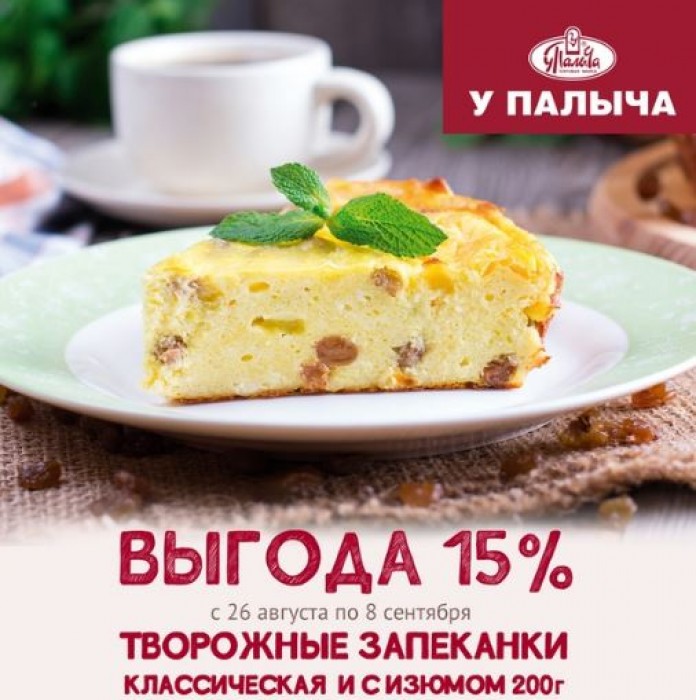 у Палыча
У ПАЛЫЧА
ВЫГОДА 15%
с 26 августа по 8 сентября
ТВОРОЖНЫЕ ЗАПЕКАНКИ
КЛАССИЧЕСКАЯ И С ИЗЮМОМ 200г